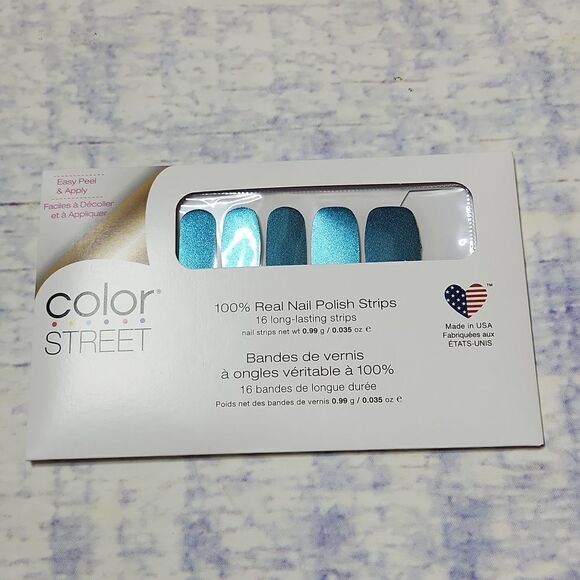 Easy Peel
& Apply
Faciles à Décoller
et à Appliquer
color®
STREET
100% Real Nail Polish Strips
16 long-lasting strips
nail strips net wt 0.99 g / 0.035 oz ℮
Bandes de vernis
à ongles véritable à 100%
16 bandes de longue durée
Poids net des bandes de vernis 0.99 g / 0.035 oz ℮
™
Made in USA
Fabriquées aux
ÉTATS-UNIS